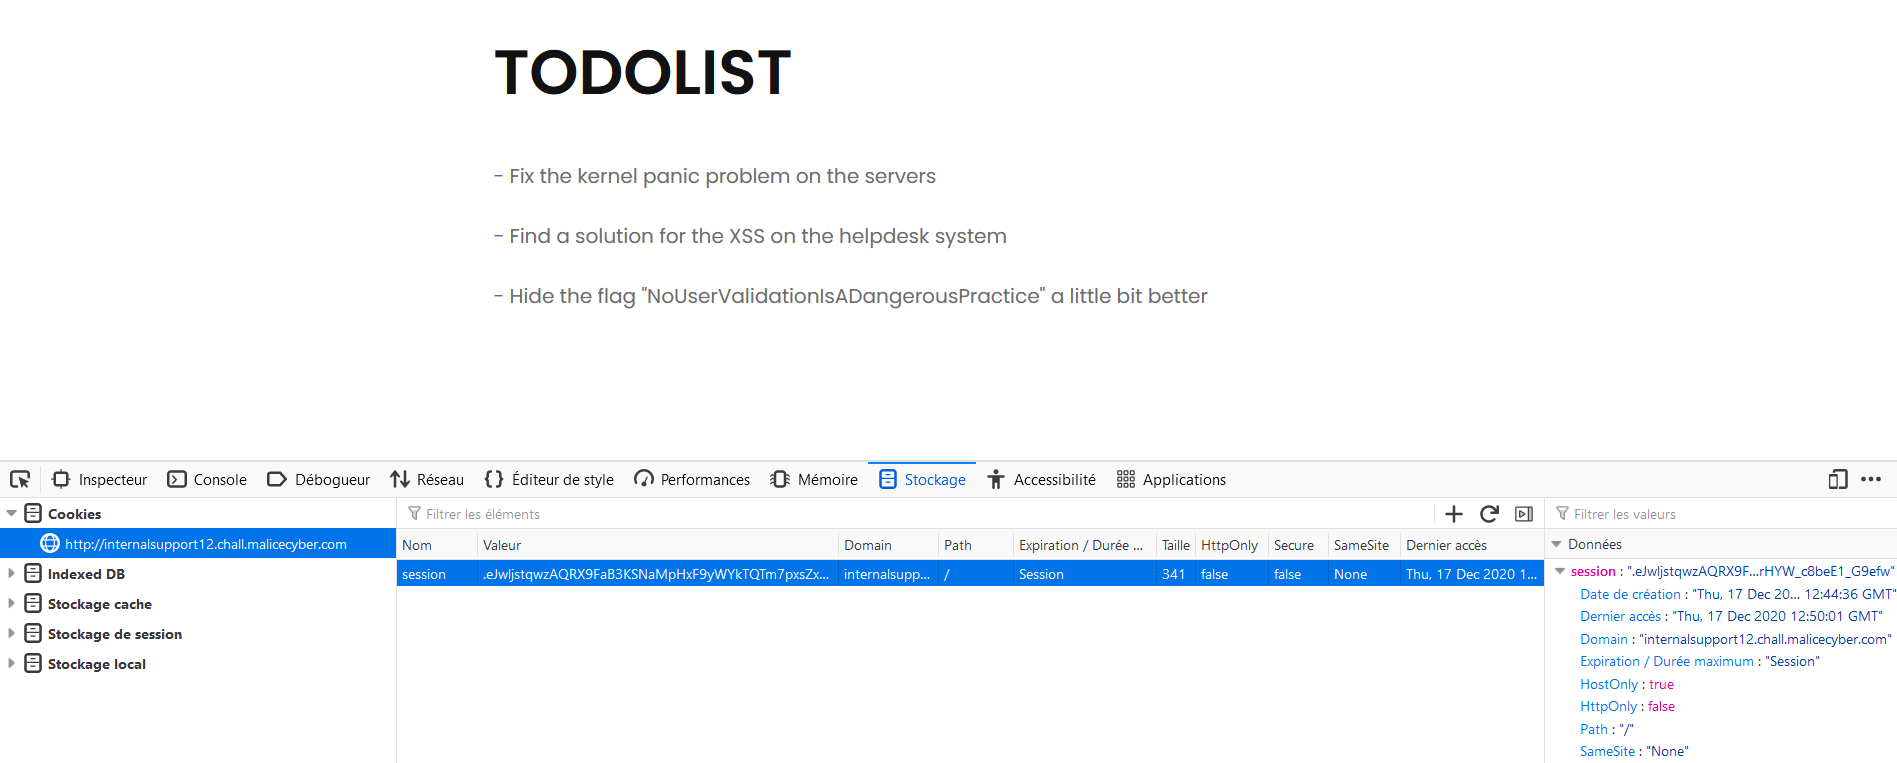 TODOLIST
- Fix the kernel panic problem on the servers
- Find a solution for the XSS on the helpdesk system
- Hide the flag "NoUserValidationIsADangerousPractice" a little bit better
Inspecteur Console Débogueur Réseau Éditeur de style Performances Mémoire Stockage Accessibilité Applications
Cookies
http://internalsupport12.chall.malicecyber.com
Indexed DB
Stockage cache
Stockage de session
Stockage local
Filtrer les éléments
Nom Valeur Domain Path Expiration / Durée ... Taille HttpOnly Secure SameSite Dernier accès
session .eJwljstqwzAQRX9FaB3KSNaMpHxF9yWYkTQTm7pxsZx... internalsupp... / Session 341 false false None Thu, 17 Dec 2020 1...
Filtrer les valeurs
Données
session : ".eJwljstqwzAQRX9F...rHYW_c8beE1_G9efw"
Date de création : "Thu, 17 Dec 20... 12:44:36 GMT"
Dernier accès : "Thu, 17 Dec 2020 12:50:01 GMT"
Domain : "internalsupport12.chall.malicecyber.com"
Expiration / Durée maximum : "Session"
HostOnly : true
HttpOnly : false
Path : "/"
SameSite : "None"